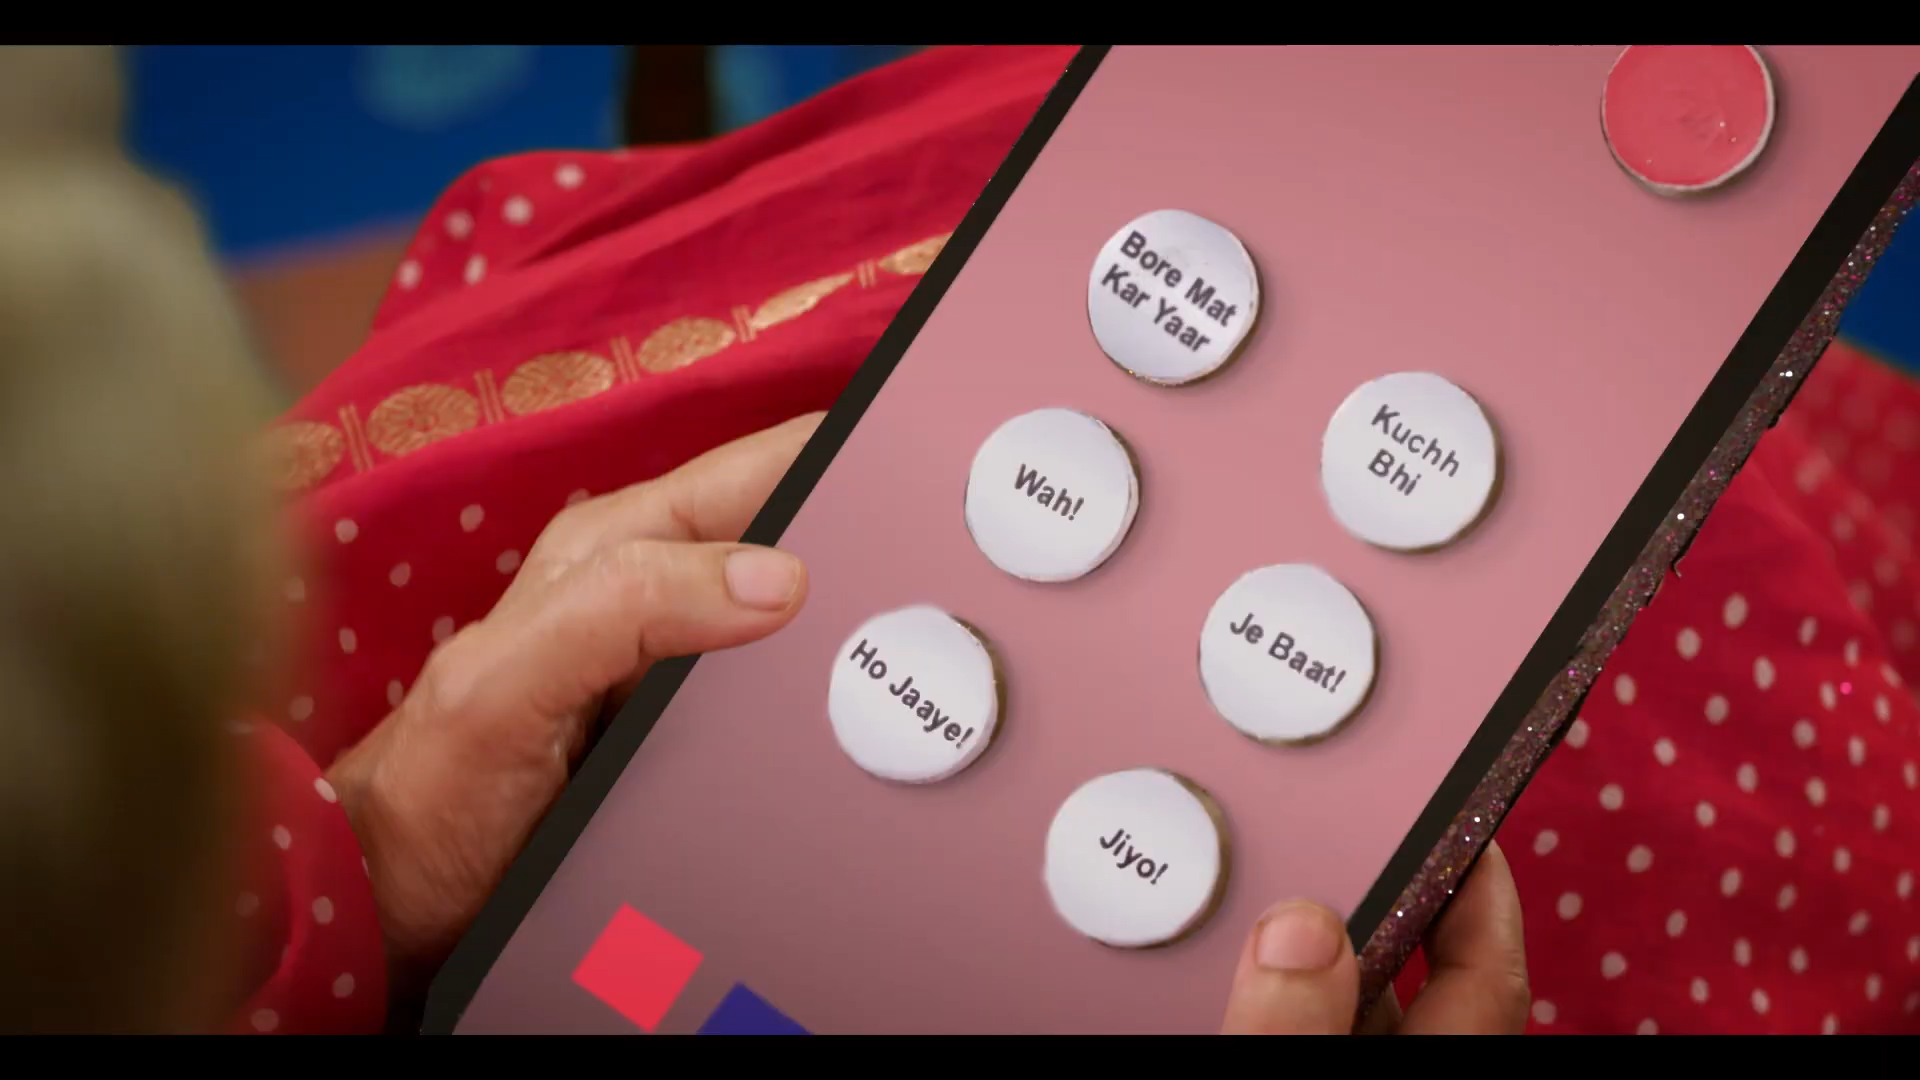 Bore Mat
Kar Yaar
Kuchh
Bhi
Wah!
Je Baat!
Ho Jaaye!
Jiyo!